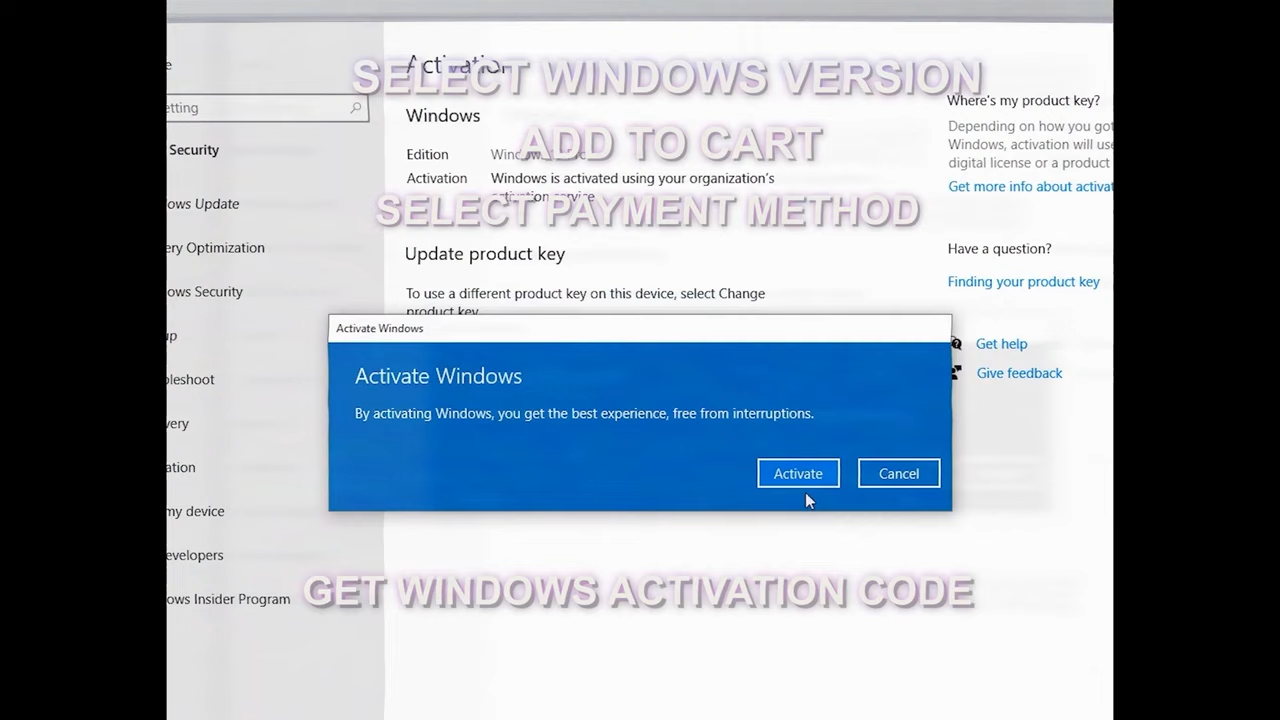 Activation
SELECT WINDOWS VERSION
etting
Where's my product key?
Windows
Depending on how you got
Security
ADD TO CART
Windows, activation will use
Edition
digital license or a product
Activation Windows is activated using your organization's
Get more info about activat
activation service
ows Update
SELECT PAYMENT METHOD
ery Optimization
Update product key
Have a question?
Finding your product key
ows Security
To use a different product key on this device, select Change
product key
up
Activate Windows
Get help
bleshoot
Activate Windows
Give feedback
very
By activating Windows, you get the best experience, free from interruptions.
ation
Activate Cancel
my device
evelopers
ows Insider Program
GET WINDOWS ACTIVATION CODE